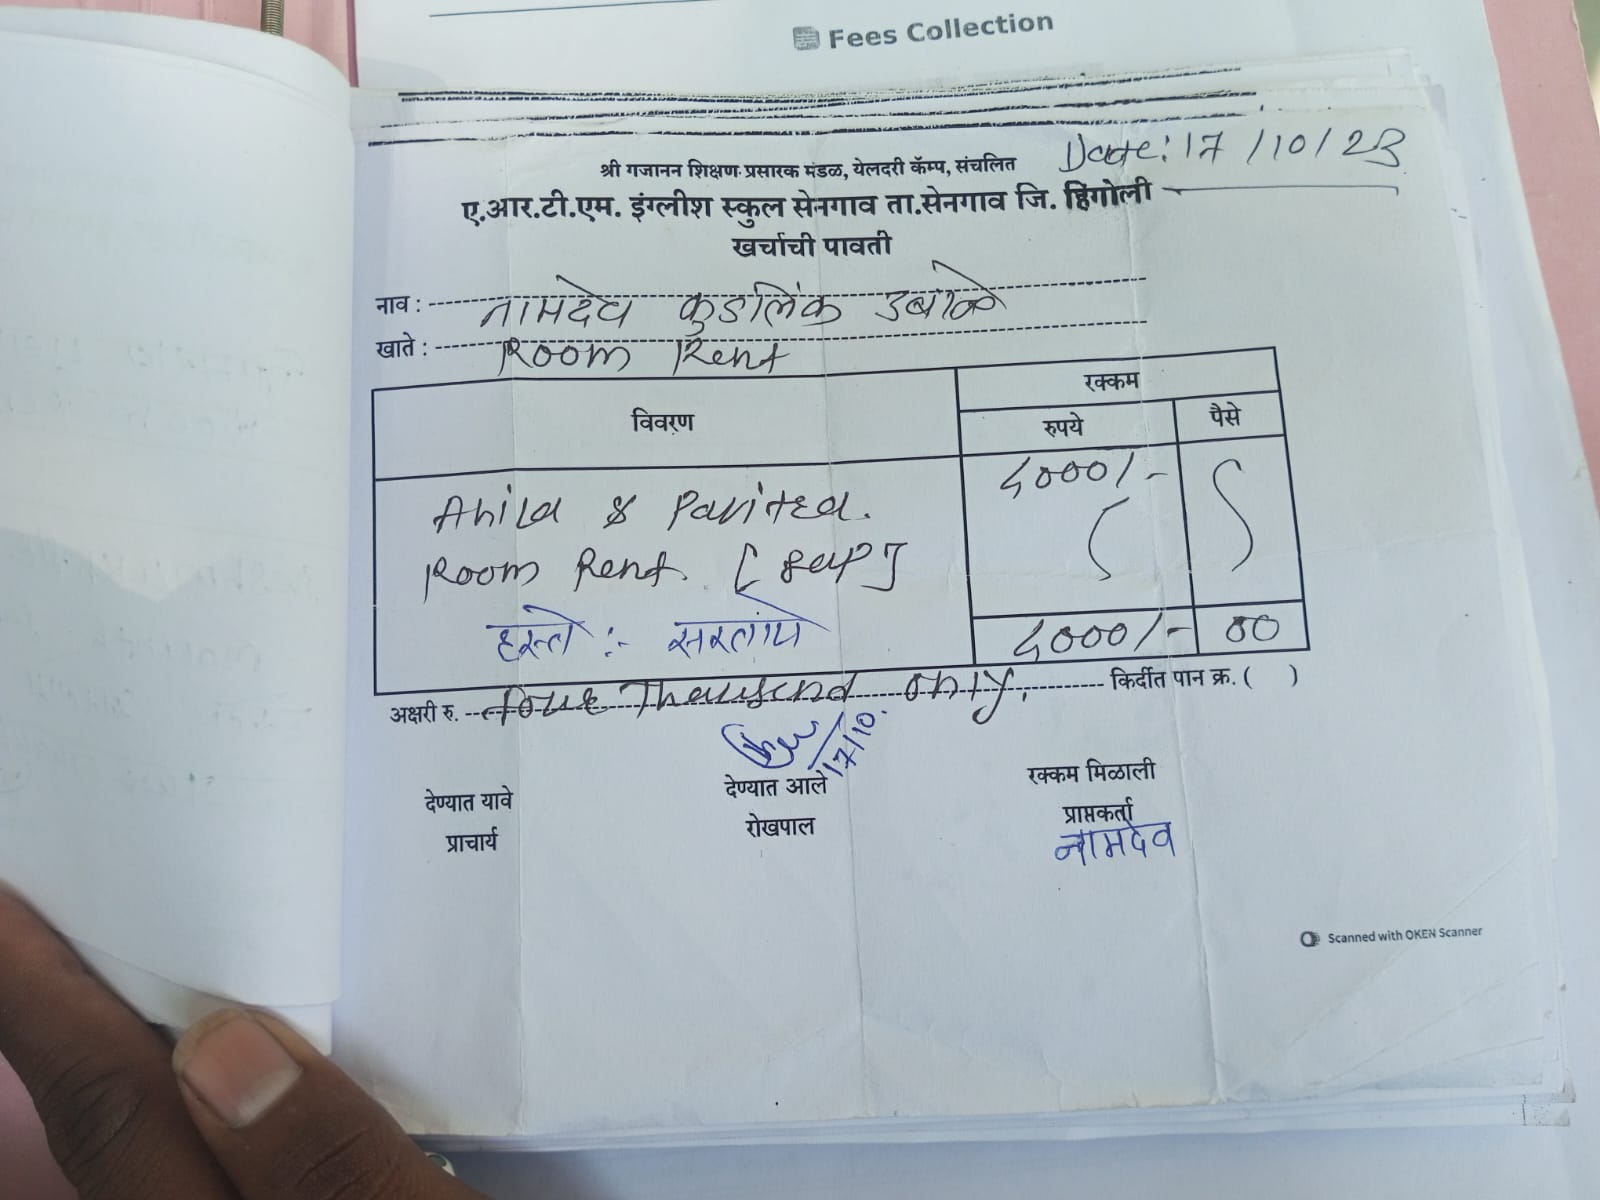 Fees Collection
Date: 17/10/23
श्री गजानन शिक्षण प्रसारक मंडळ, येलदरी कॅम्प, संचलित
ए.आर.टी.एम. इंग्लीश स्कुल सेनगाव ता.सेनगाव जि. हिंगोली
खर्चाची पावती
नाव : नामदेव कुडलिंक उबाळे
खाते : Room Rent
विवरण रक्कम
रुपये पैसे
& 4000/-
Room Rent [sep]
हस्ते :- सरतापे
4000/- 00
अक्षरी रु. Four Thousand only. किर्दीत पान क्र. ( )
17/10.
देण्यात यावे देण्यात आले रक्कम मिळाली
प्राचार्य रोखपाल प्राप्तकर्ता
नामदेव
Scanned with OKEN Scanner